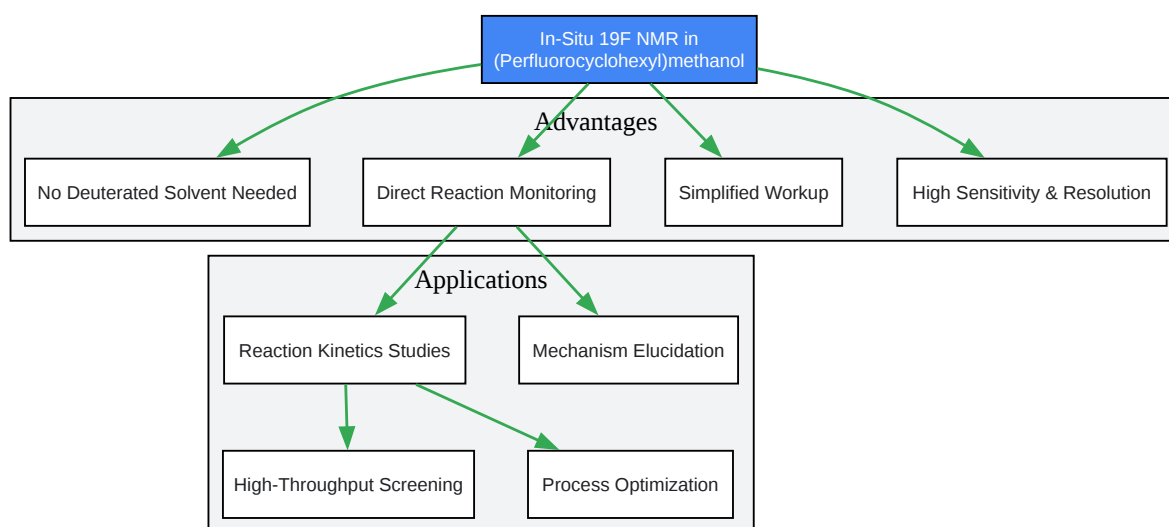 In-Situ 19F NMR in
(Perfluorocyclohexyl)methanol
Advantages
No Deuterated Solvent Needed
Direct Reaction Monitoring
Simplified Workup
High Sensitivity & Resolution
Applications
Reaction Kinetics Studies
Mechanism Elucidation
High-Throughput Screening
Process Optimization